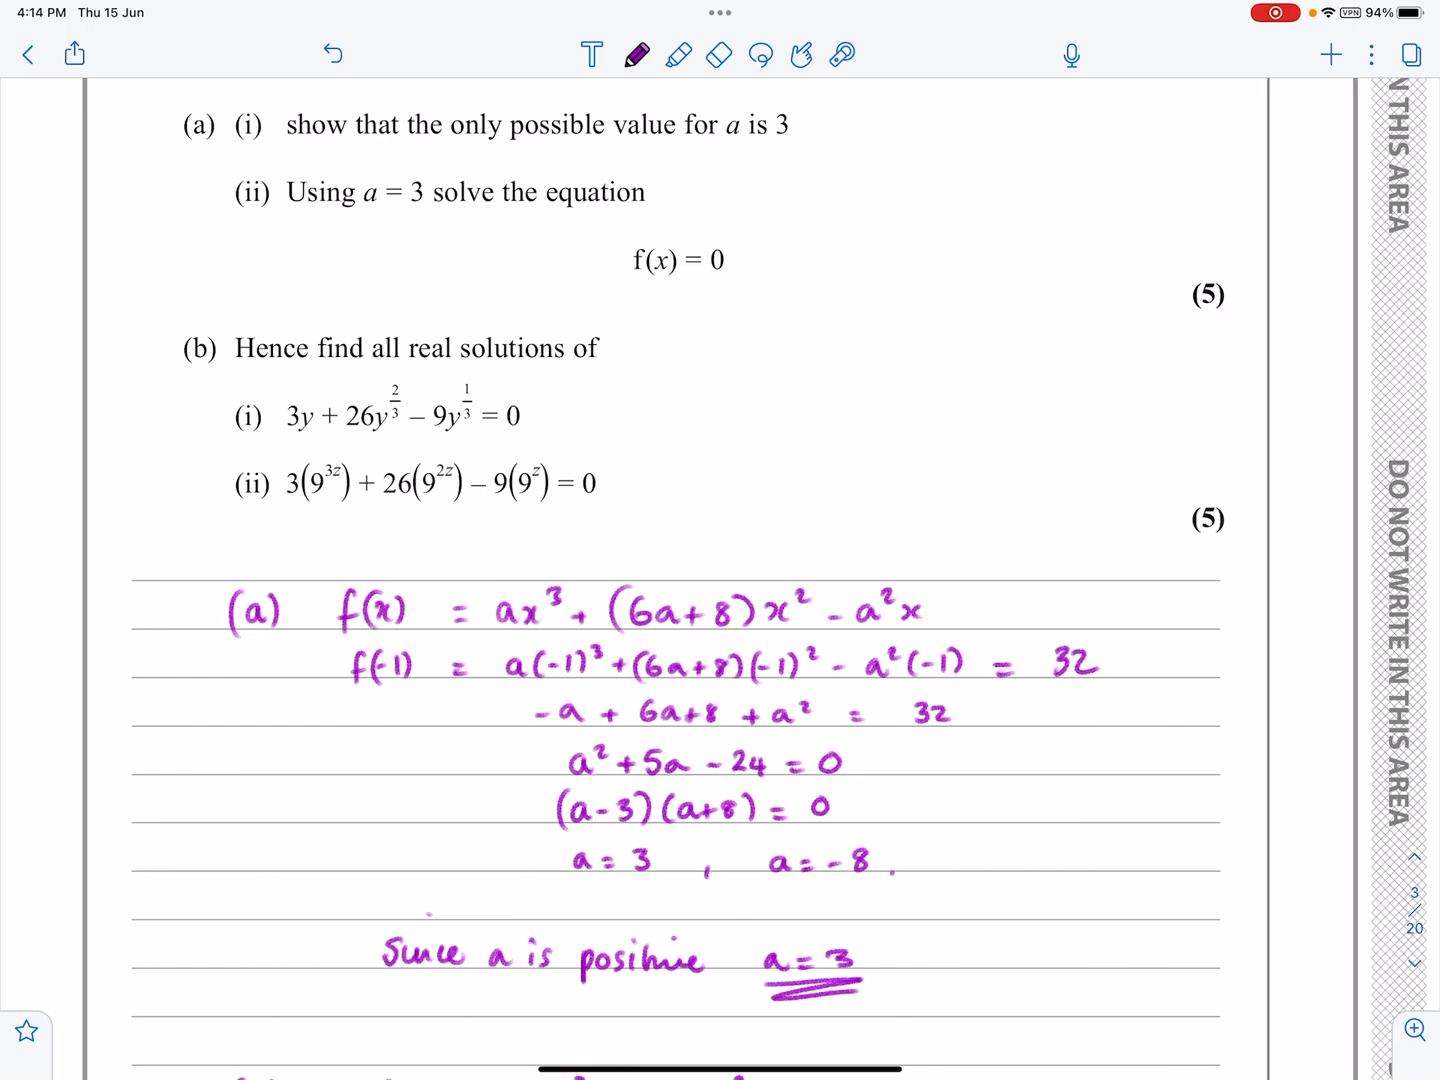 4:14 PM Thu 15 Jun
VPN 94%
(a) (i) show that the only possible value for a is 3
(ii) Using a = 3 solve the equation
f(x) = 0
(5)
(b) Hence find all real solutions of
(i) 3y + 26y^(2/3) – 9y^(1/3) = 0
(ii) 3(9^(3z)) + 26(9^(2z)) – 9(9^z) = 0
(5)
(a) f(x) = ax³ + (6a+8)x² - a²x
f(-1) = a(-1)³ + (6a+8)(-1)² - a²(-1) = 32
-a + 6a+8 + a² = 32
a² + 5a - 24 = 0
(a-3)(a+8) = 0
a = 3 , a = -8 .
Since a is positive a = 3
N THIS AREA
DO NOT WRITE IN THIS AREA
3
/
20